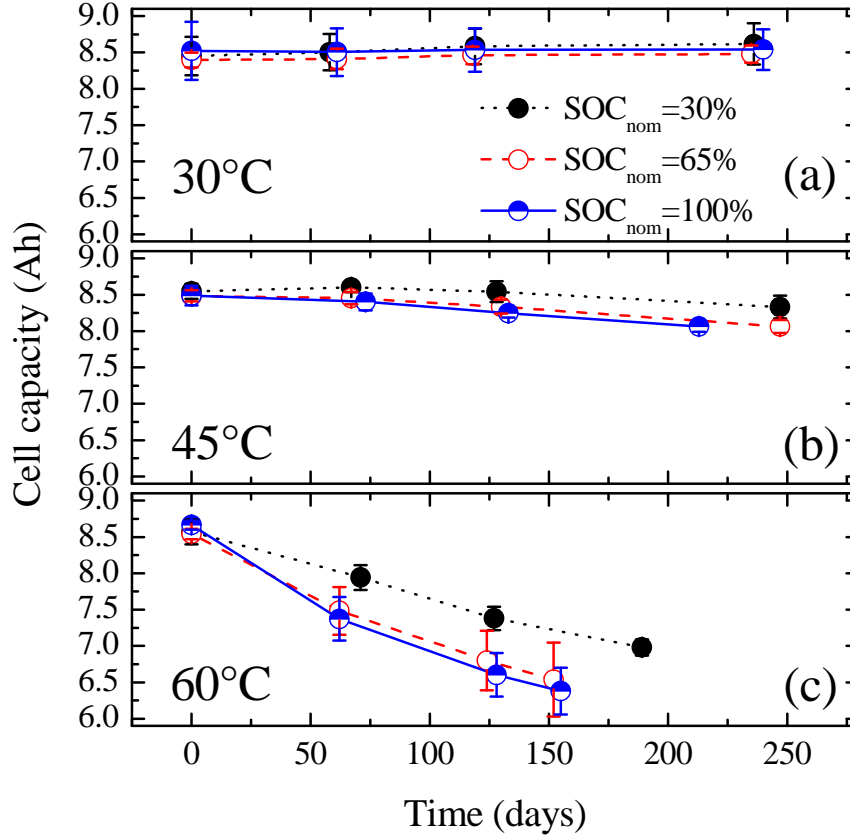 Cell capacity (Ah)
9.0
8.5
8.0
7.5
7.0
6.5
6.0
SOCnom=30%
SOCnom=65%
SOCnom=100%
30°C
(a)
9.0
8.5
8.0
7.5
7.0
6.5
6.0
45°C
(b)
9.0
8.5
8.0
7.5
7.0
6.5
6.0
60°C
(c)
0 50 100 150 200 250
Time (days)